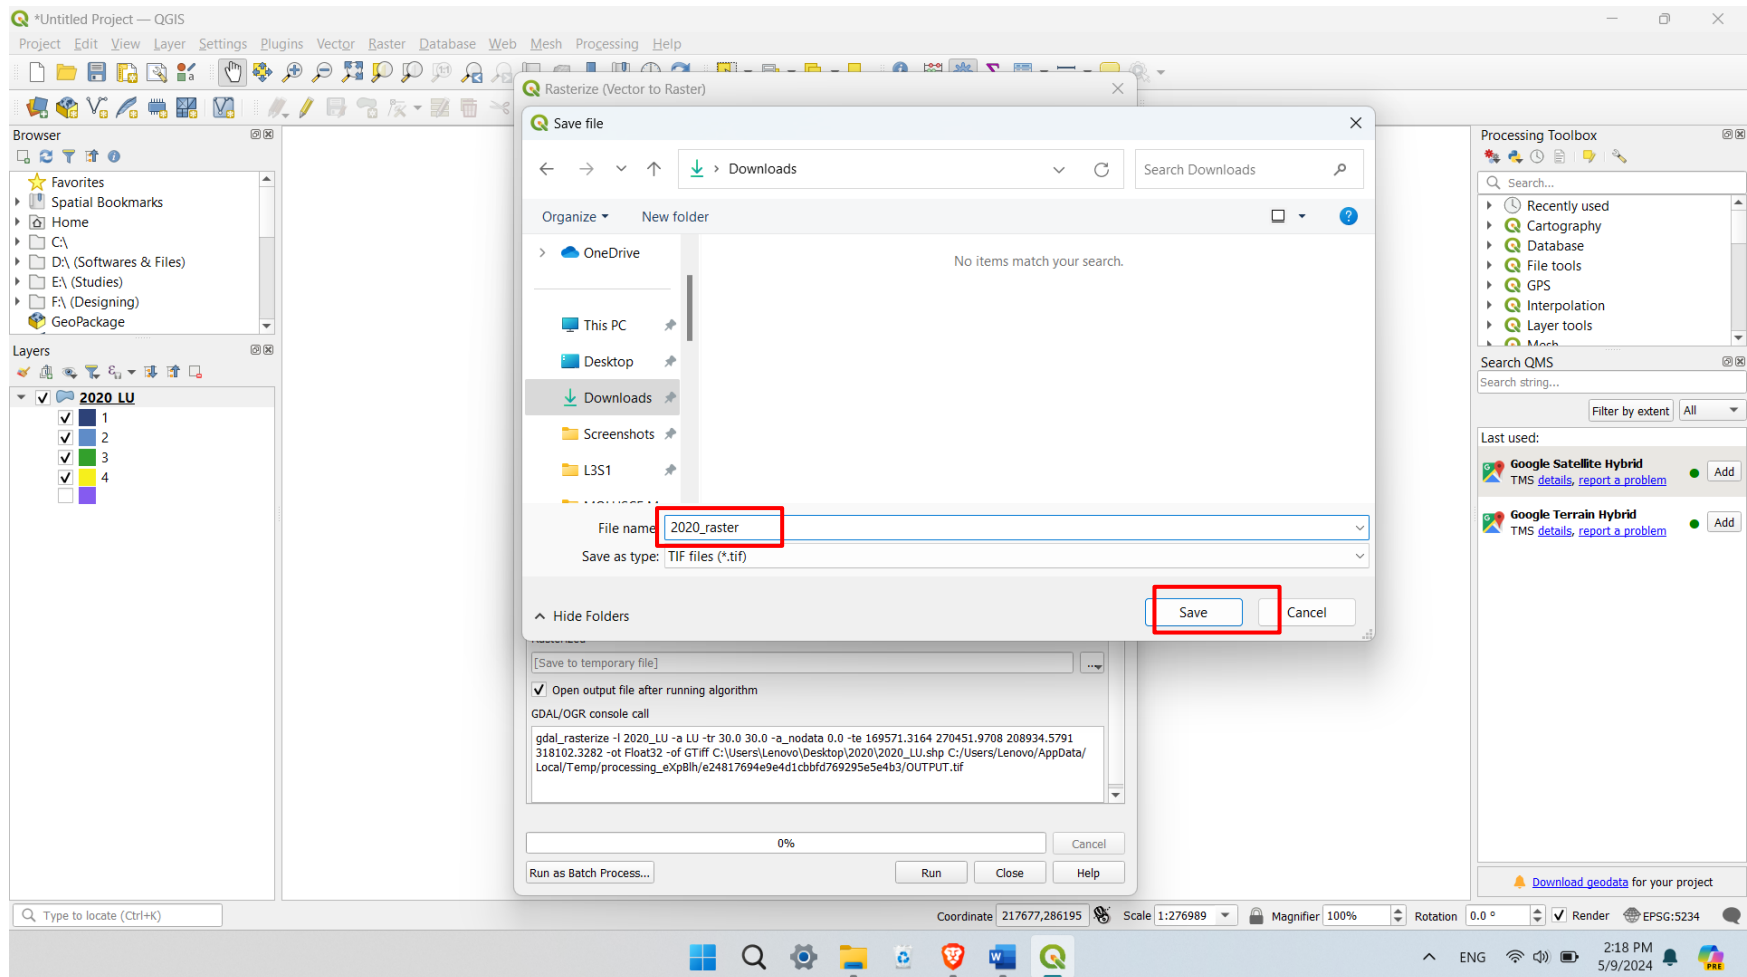 *Untitled Project — QGIS
Project Edit View Layer Settings Plugins Vector Raster Database Web Mesh Processing Help
Rasterize (Vector to Raster)
Browser
Favorites
Spatial Bookmarks
Home
C:\
D:\ (Softwares & Files)
E:\ (Studies)
F:\ (Designing)
GeoPackage
Layers
2020_LU
1
2
3
4
Save file
Downloads
Search Downloads
Organize
New folder
OneDrive
No items match your search.
This PC
Desktop
Downloads
Screenshots
L3S1
File name
2020_raster
Save as type: TIF files (*.tif)
Hide Folders
Save
Cancel
[Save to temporary file]
...
Open output file after running algorithm
GDAL/OGR console call
gdal_rasterize -l 2020_LU -a LU -tr 30.0 30.0 -a_nodata 0.0 -te 169571.3164 270451.9708 208934.5791
318102.3282 -ot Float32 -of GTiff C:\Users\Lenovo\Desktop\2020\2020_LU.shp C:/Users/Lenovo/AppData/
Local/Temp/processing_eXpBlh/e24817694e9e4d1cbbfd769295e5e4b3/OUTPUT.tif
0%
Cancel
Run as Batch Process...
Run
Close
Help
Processing Toolbox
Search...
Recently used
Cartography
Database
File tools
GPS
Interpolation
Layer tools
Mesh
Search QMS
Search string...
Filter by extent
All
Last used:
Google Satellite Hybrid
TMS details, report a problem
Add
Google Terrain Hybrid
TMS details, report a problem
Add
Download geodata for your project
Type to locate (Ctrl+K)
Coordinate 217677,286195
Scale 1:276989
Magnifier 100%
Rotation 0.0 °
Render
EPSG:5234
ENG
2:18 PM
5/9/2024
PRE